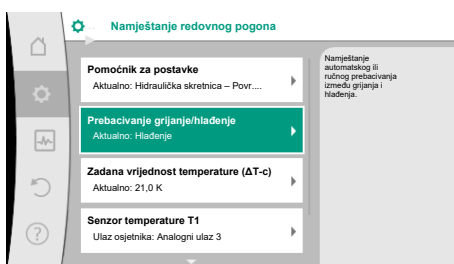 Namještanje redovnog pogona
Pomoćnik za postavke
Aktualno: Hidraulička skretnica – Povr....
Prebacivanje grijanje/hlađenje
Aktualno: Hlađenje
Zadana vrijednost temperature (ΔT-c)
Aktualno: 21,0 K
Senzor temperature T1
Ulaz osjetnika: Analogni ulaz 3
Namještanje
automatskog ili
ručnog prebacivanja
između grijanja i
hlađenja.